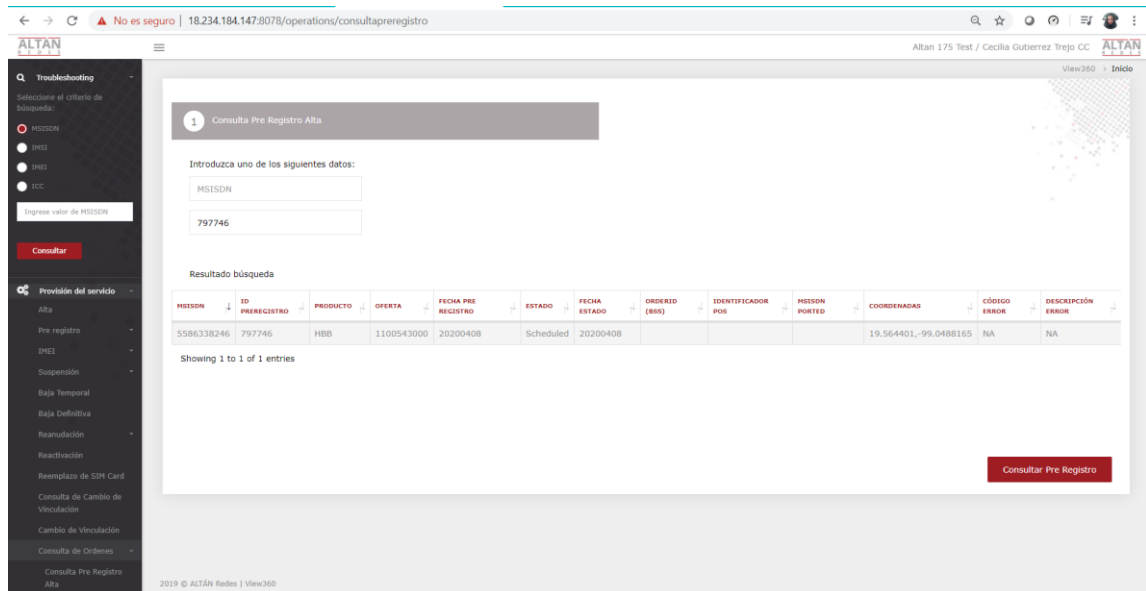 No es seguro | 18.234.184.147:8078/operations/consultapreregistro
ALTÁN
REDES
Altan 175 Test / Cecilia Gutierrez Trejo CC
ALTÁN
REDES
View360 › Inicio
Troubleshooting
Seleccione el criterio de
búsqueda:
MSISDN
IMSI
IMEI
ICC
Ingrese valor de MSISDN
Consultar
Provisión del servicio
Alta
Pre registro
IMEI
Suspensión
Baja Temporal
Baja Definitiva
Reanudación
Reactivación
Reemplazo de SIM Card
Consulta de Cambio de
Vinculación
Cambio de Vinculación
Consulta de Ordenes
Consulta Pre Registro
Alta
1 Consulta Pre Registro Alta
Introduzca uno de los siguientes datos:
MSISDN
797746
Resultado búsqueda
MSISDN ID PREREGISTRO PRODUCTO OFERTA FECHA PRE REGISTRO ESTADO FECHA ESTADO ORDERID (BSS) IDENTIFICADOR POS MSISDN PORTED COORDENADAS CÓDIGO ERROR DESCRIPCIÓN ERROR
5586338246 797746 HBB 1100543000 20200408 Scheduled 20200408 19.564401,-99.0488165 NA NA
Showing 1 to 1 of 1 entries
Consultar Pre Registro
2019 © ALTÁN Redes | View360